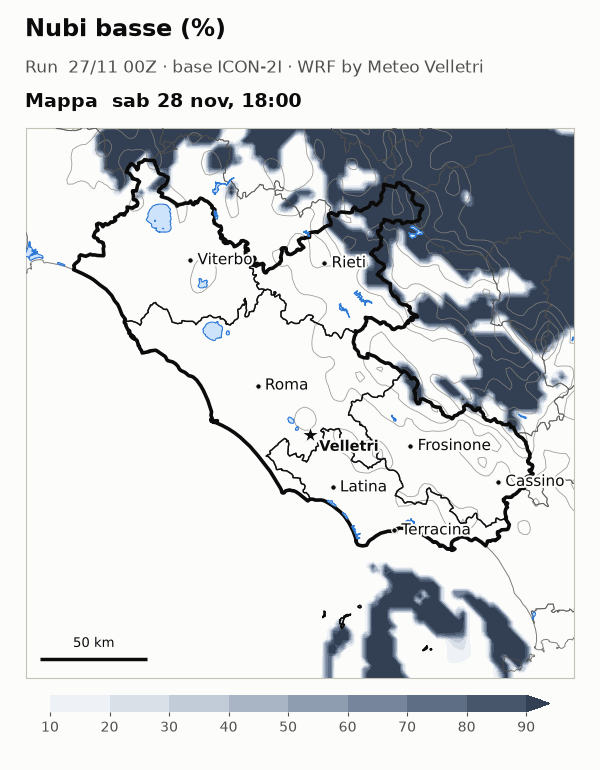 Nubi basse (%)
Run  27/11 00Z · base ICON-2I · WRF by Meteo Velletri
Mappa  sab 28 nov, 18:00
Viterbo
Rieti
Roma
Velletri
Frosinone
Latina
Cassino
Terracina
50 km
10 20 30 40 50 60 70 80 90